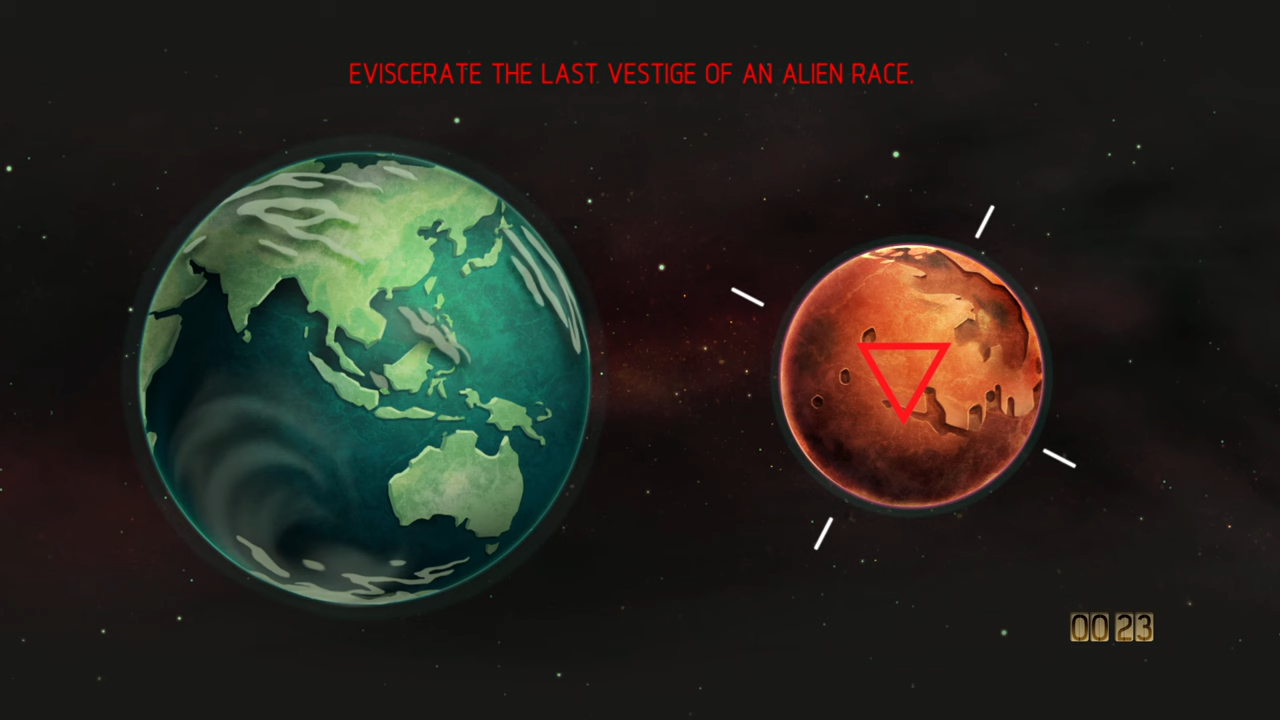 EVISCERATE THE LAST VESTIGE OF AN ALIEN RACE.
00 23